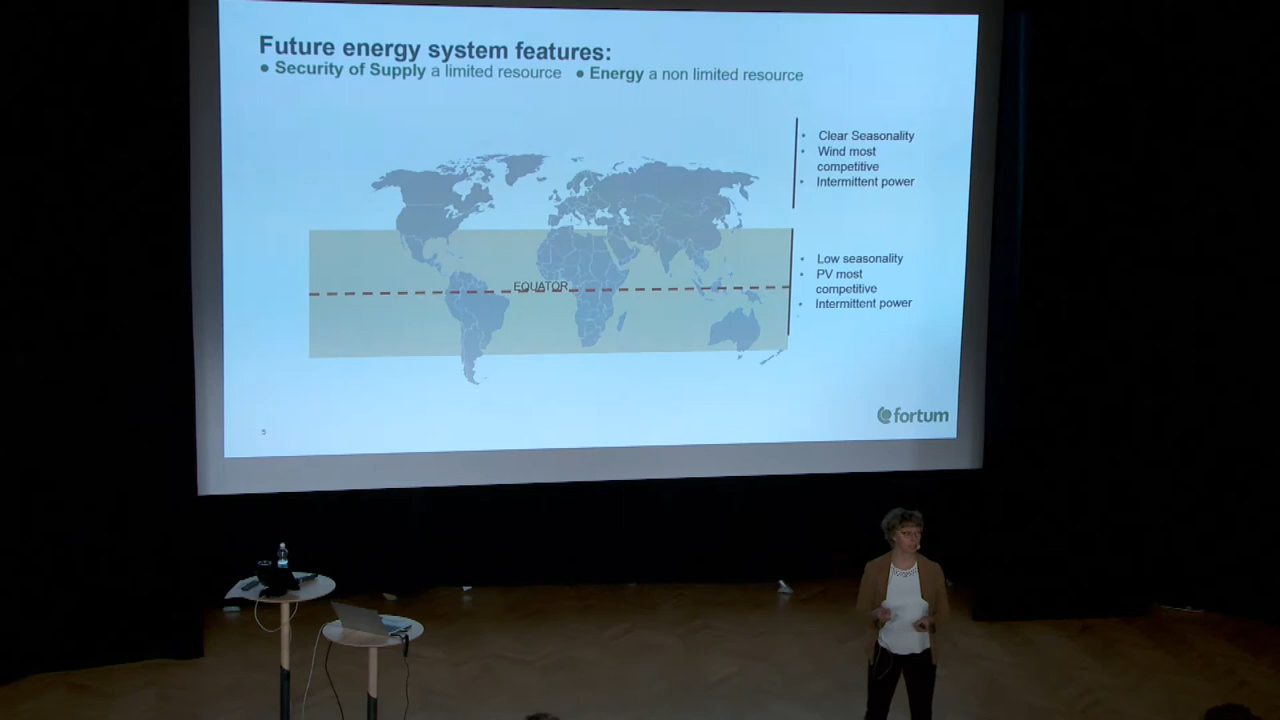 Future energy system features:
• Security of Supply a limited resource • Energy a non limited resource
• Clear Seasonality
• Wind most
competitive
• Intermittent power
• Low seasonality
• PV most
competitive
• Intermittent power
EQUATOR
fortum
5